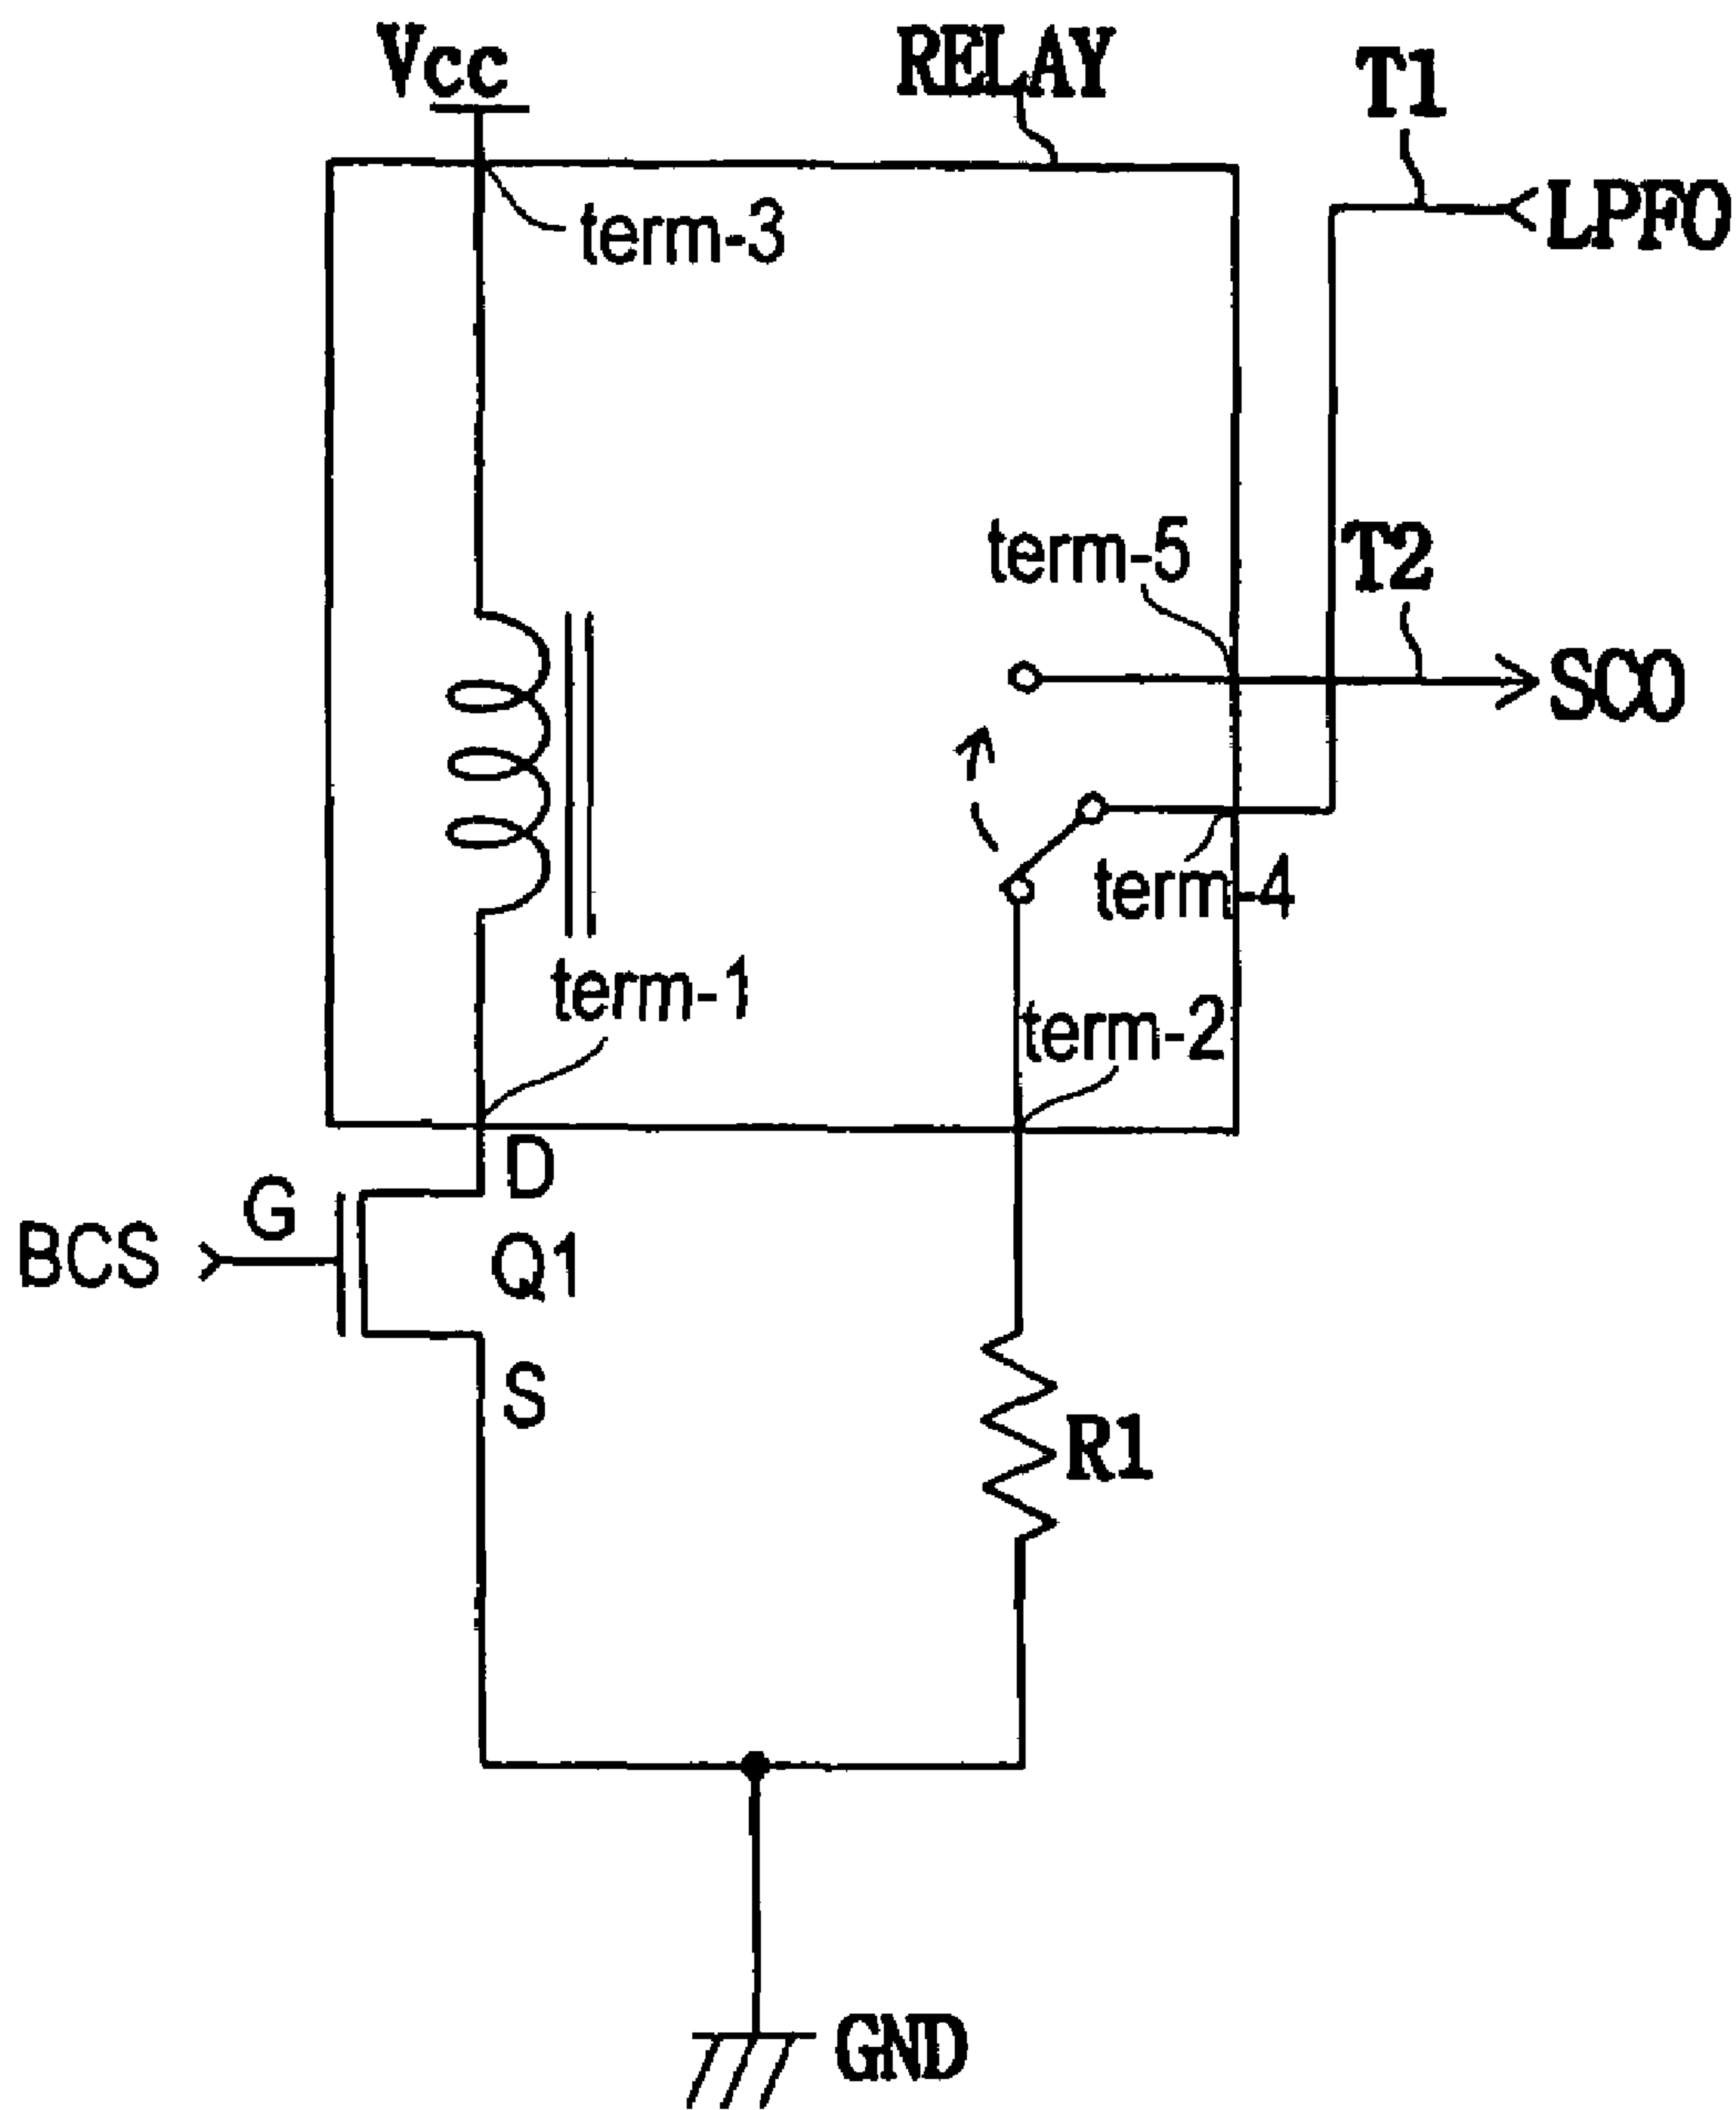 Vcc
RELAY
T1
LPFO
term-3
term-5
T2
SCO
term-4
term-1
term-2
D
G
BCS
Q1
S
R1
GND